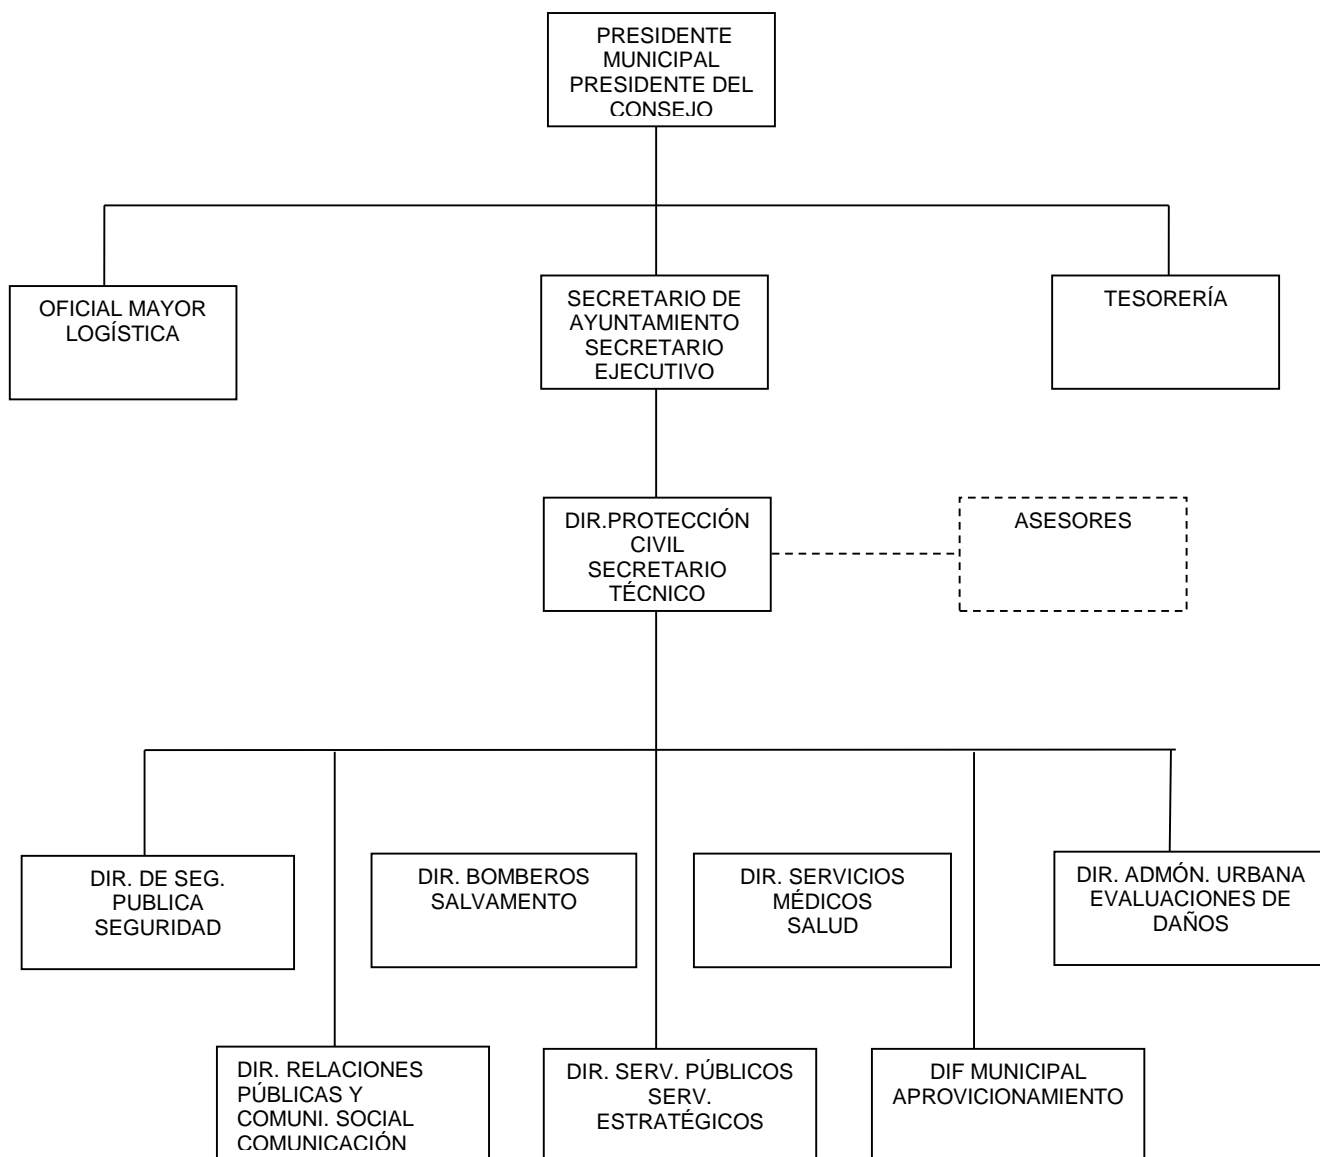 PRESIDENTE
MUNICIPAL
PRESIDENTE DEL
CONSEJO
OFICIAL MAYOR
LOGÍSTICA
SECRETARIO DE
AYUNTAMIENTO
SECRETARIO
EJECUTIVO
TESORERÍA
DIR.PROTECCIÓN
CIVIL
SECRETARIO
TÉCNICO
ASESORES
DIR. DE SEG.
PUBLICA
SEGURIDAD
DIR. BOMBEROS
SALVAMENTO
DIR. SERVICIOS
MÉDICOS
SALUD
DIR. ADMÓN. URBANA
EVALUACIONES DE
DAÑOS
DIR. RELACIONES
PÚBLICAS Y
COMUNI. SOCIAL
COMUNICACIÓN
DIR. SERV. PÚBLICOS
SERV.
ESTRATÉGICOS
DIF MUNICIPAL
APROVICIONAMIENTO